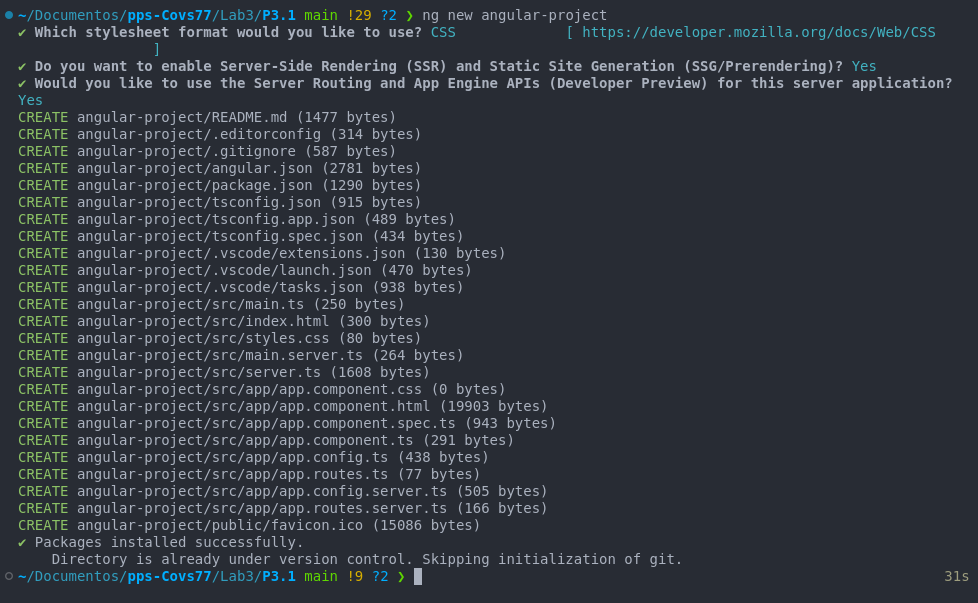 ~/Documentos/pps-Covs77/Lab3/P3.1 main !29 ?2 ❯ ng new angular-project
✔ Which stylesheet format would you like to use? CSS [ https://developer.mozilla.org/docs/Web/CSS
]
✔ Do you want to enable Server-Side Rendering (SSR) and Static Site Generation (SSG/Prerendering)? Yes
✔ Would you like to use the Server Routing and App Engine APIs (Developer Preview) for this server application?
Yes
CREATE angular-project/README.md (1477 bytes)
CREATE angular-project/.editorconfig (314 bytes)
CREATE angular-project/.gitignore (587 bytes)
CREATE angular-project/angular.json (2781 bytes)
CREATE angular-project/package.json (1290 bytes)
CREATE angular-project/tsconfig.json (915 bytes)
CREATE angular-project/tsconfig.app.json (489 bytes)
CREATE angular-project/tsconfig.spec.json (434 bytes)
CREATE angular-project/.vscode/extensions.json (130 bytes)
CREATE angular-project/.vscode/launch.json (470 bytes)
CREATE angular-project/.vscode/tasks.json (938 bytes)
CREATE angular-project/src/main.ts (250 bytes)
CREATE angular-project/src/index.html (300 bytes)
CREATE angular-project/src/styles.css (80 bytes)
CREATE angular-project/src/main.server.ts (264 bytes)
CREATE angular-project/src/server.ts (1608 bytes)
CREATE angular-project/src/app/app.component.css (0 bytes)
CREATE angular-project/src/app/app.component.html (19903 bytes)
CREATE angular-project/src/app/app.component.spec.ts (943 bytes)
CREATE angular-project/src/app/app.component.ts (291 bytes)
CREATE angular-project/src/app/app.config.ts (438 bytes)
CREATE angular-project/src/app/app.routes.ts (77 bytes)
CREATE angular-project/src/app/app.config.server.ts (505 bytes)
CREATE angular-project/src/app/app.routes.server.ts (166 bytes)
CREATE angular-project/public/favicon.ico (15086 bytes)
✔ Packages installed successfully.
Directory is already under version control. Skipping initialization of git.
~/Documentos/pps-Covs77/Lab3/P3.1 main !9 ?2 ❯ 31s